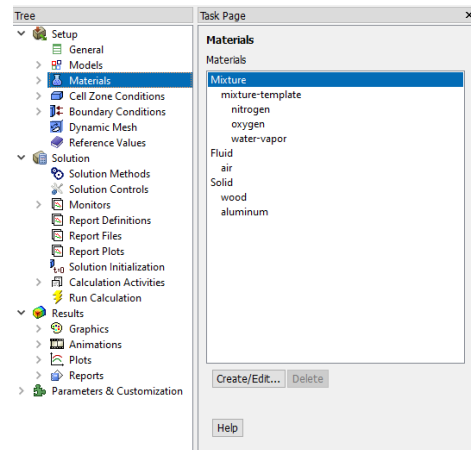 Tree
Setup
General
Models
Materials
Cell Zone Conditions
Boundary Conditions
Dynamic Mesh
Reference Values
Solution
Solution Methods
Solution Controls
Monitors
Report Definitions
Report Files
Report Plots
t=0 Solution Initialization
Calculation Activities
Run Calculation
Results
Graphics
Animations
Plots
Reports
Parameters & Customization
Task Page
Materials
Materials
Mixture
mixture-template
nitrogen
oxygen
water-vapor
Fluid
air
Solid
wood
aluminum
Create/Edit... Delete
Help